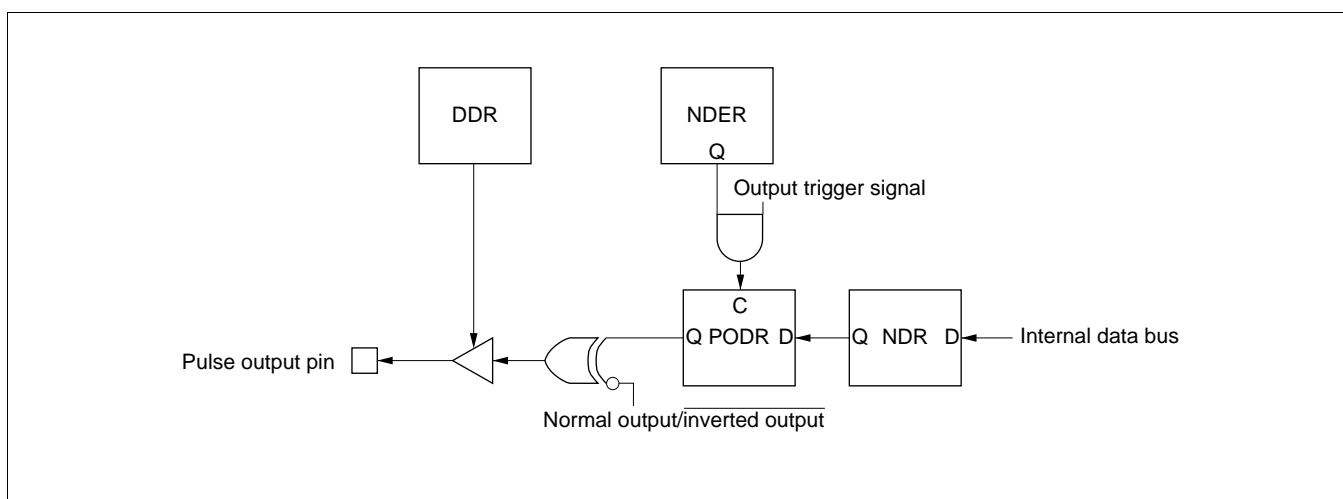 DDR
NDER
Q
Output trigger signal
C
Q PODR D
Q NDR D
Internal data bus
Pulse output pin
Normal output/inverted output